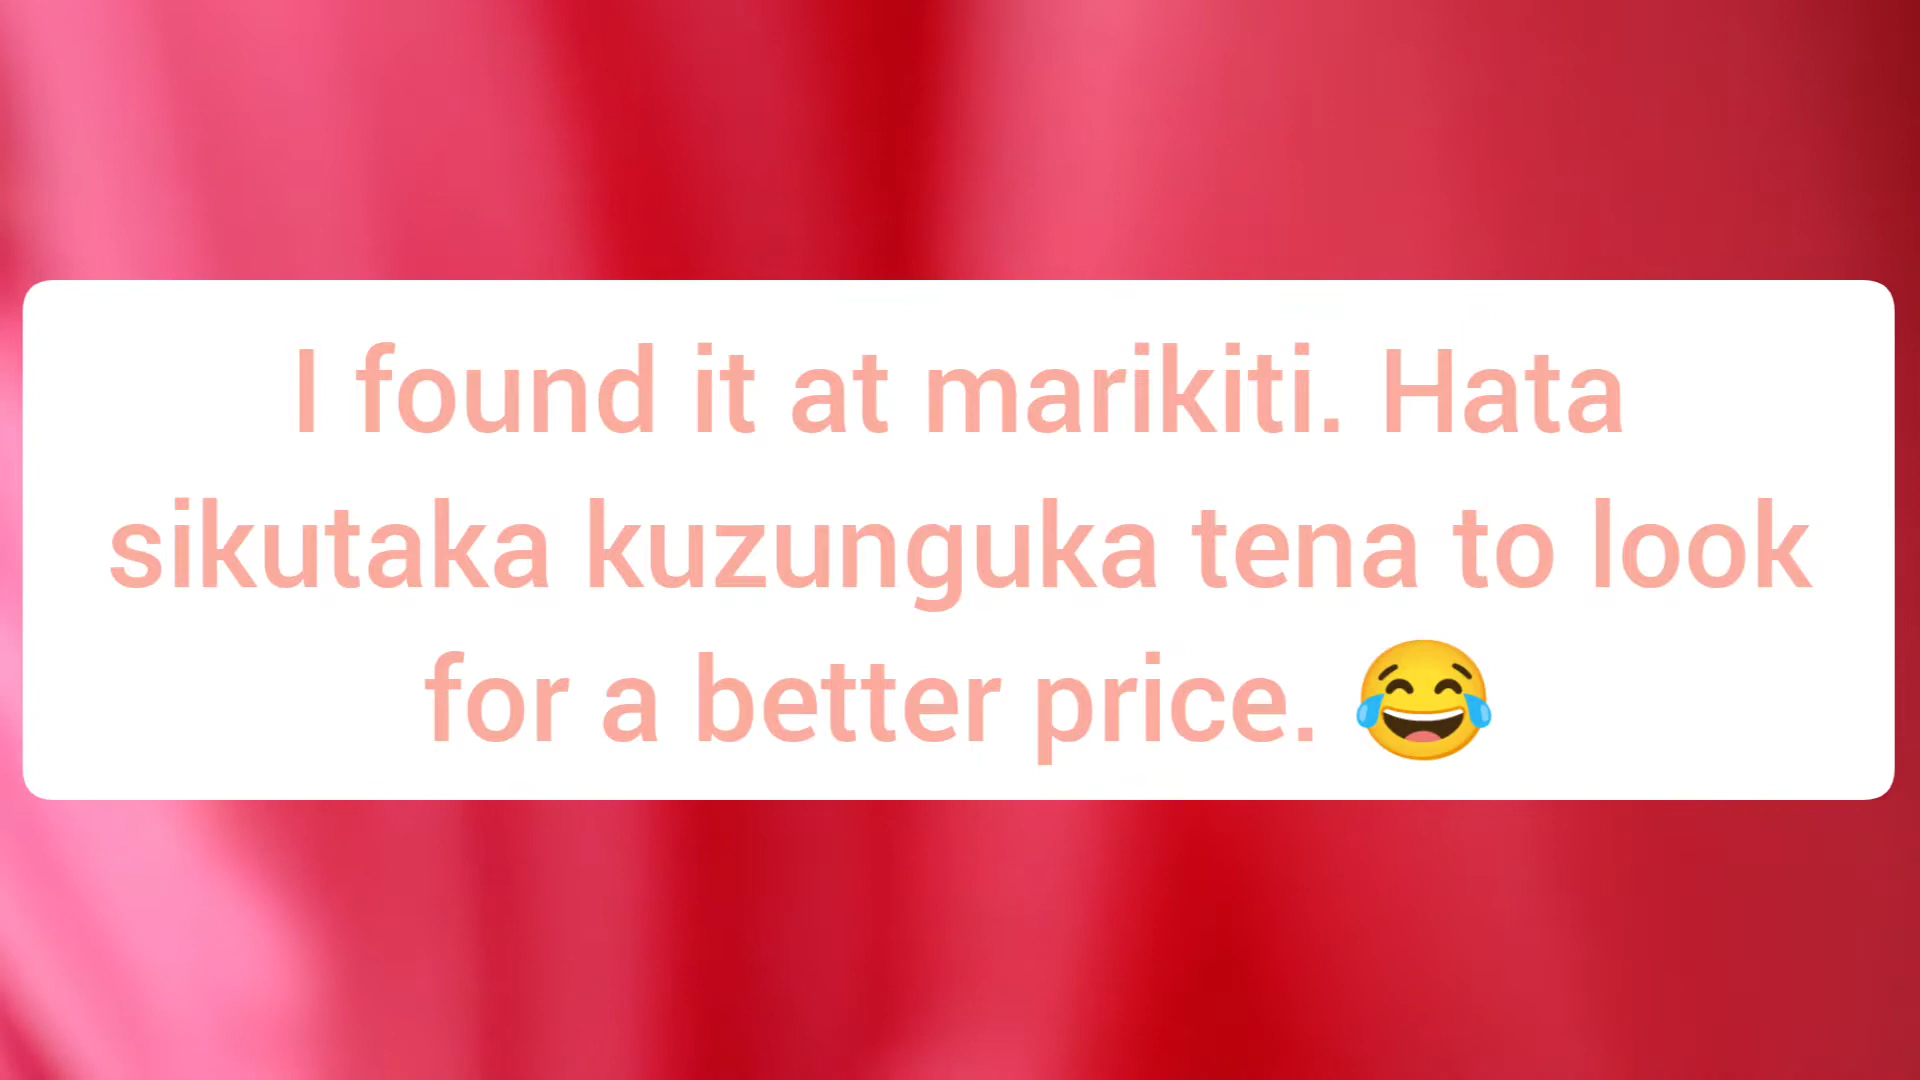 I found it at marikiti. Hata
sikutaka kuzunguka tena to look
for a better price. 😂